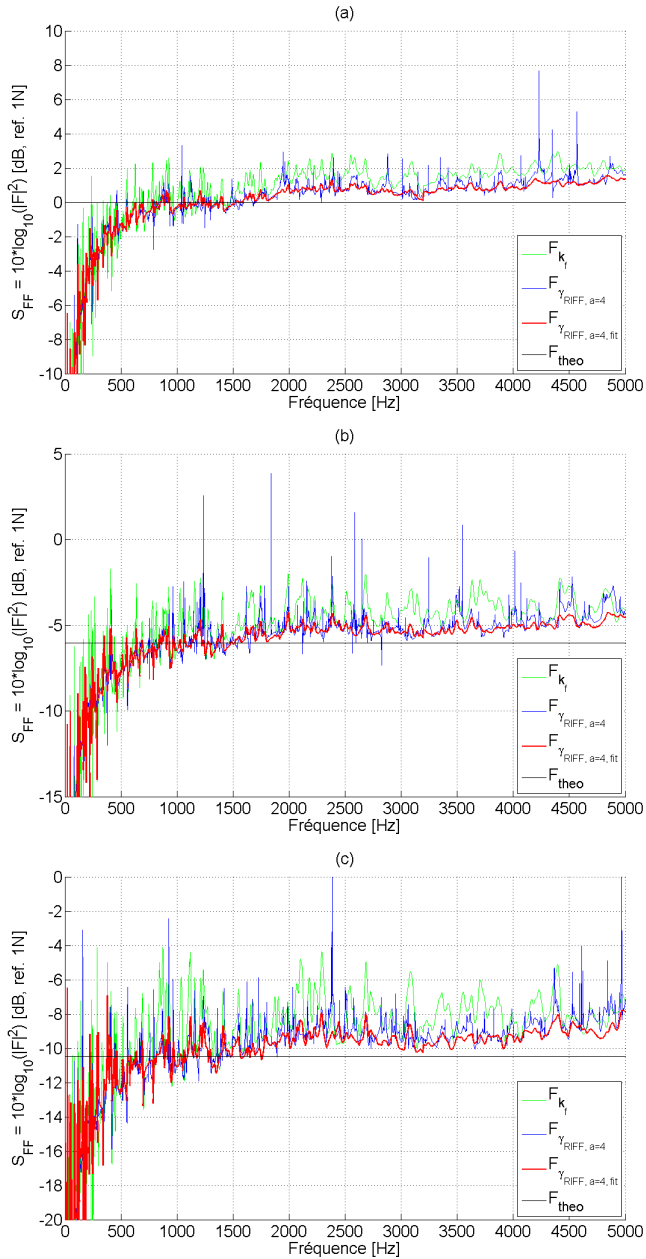 (a)
S_FF = 10*log_10(|F|^2) [dB, ref. 1N]
10
8
6
4
2
0
-2
-4
-6
-8
-10
F_k_f
F_γ_RIFF, a=4
F_γ_RIFF, a=4, fit
F_theo
0 500 1000 1500 2000 2500 3000 3500 4000 4500 5000
Fréquence [Hz]
(b)
S_FF = 10*log_10(|F|^2) [dB, ref. 1N]
5
0
-5
-10
-15
F_k_f
F_γ_RIFF, a=4
F_γ_RIFF, a=4, fit
F_theo
0 500 1000 1500 2000 2500 3000 3500 4000 4500 5000
Fréquence [Hz]
(c)
S_FF = 10*log_10(|F|^2) [dB, ref. 1N]
0
-2
-4
-6
-8
-10
-12
-14
-16
-18
-20
F_k_f
F_γ_RIFF, a=4
F_γ_RIFF, a=4, fit
F_theo
0 500 1000 1500 2000 2500 3000 3500 4000 4500 5000
Fréquence [Hz]